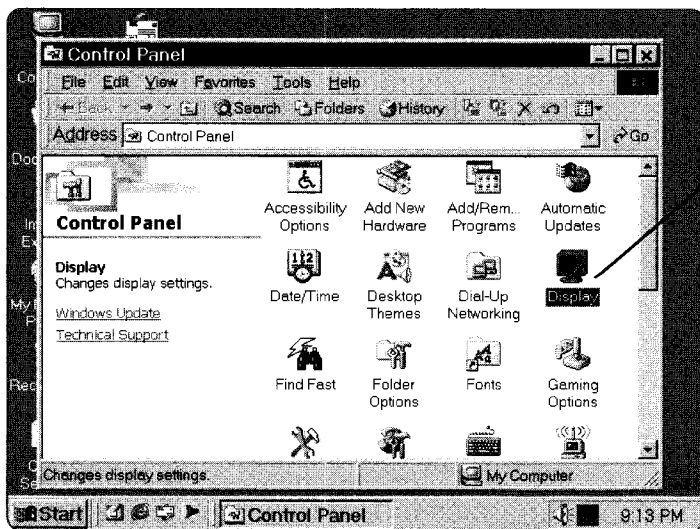 Control Panel
File Edit View Favorites Tools Help
Back Search Folders History
Address Control Panel Go
Control Panel
Display
Changes display settings.
Windows Update
Technical Support
Accessibility Options
Add New Hardware
Add/Rem... Programs
Automatic Updates
Date/Time
Desktop Themes
Dial-Up Networking
Display
Find Fast
Folder Options
Fonts
Gaming Options
Changes display settings.
My Computer
Start Control Panel 9:13 PM